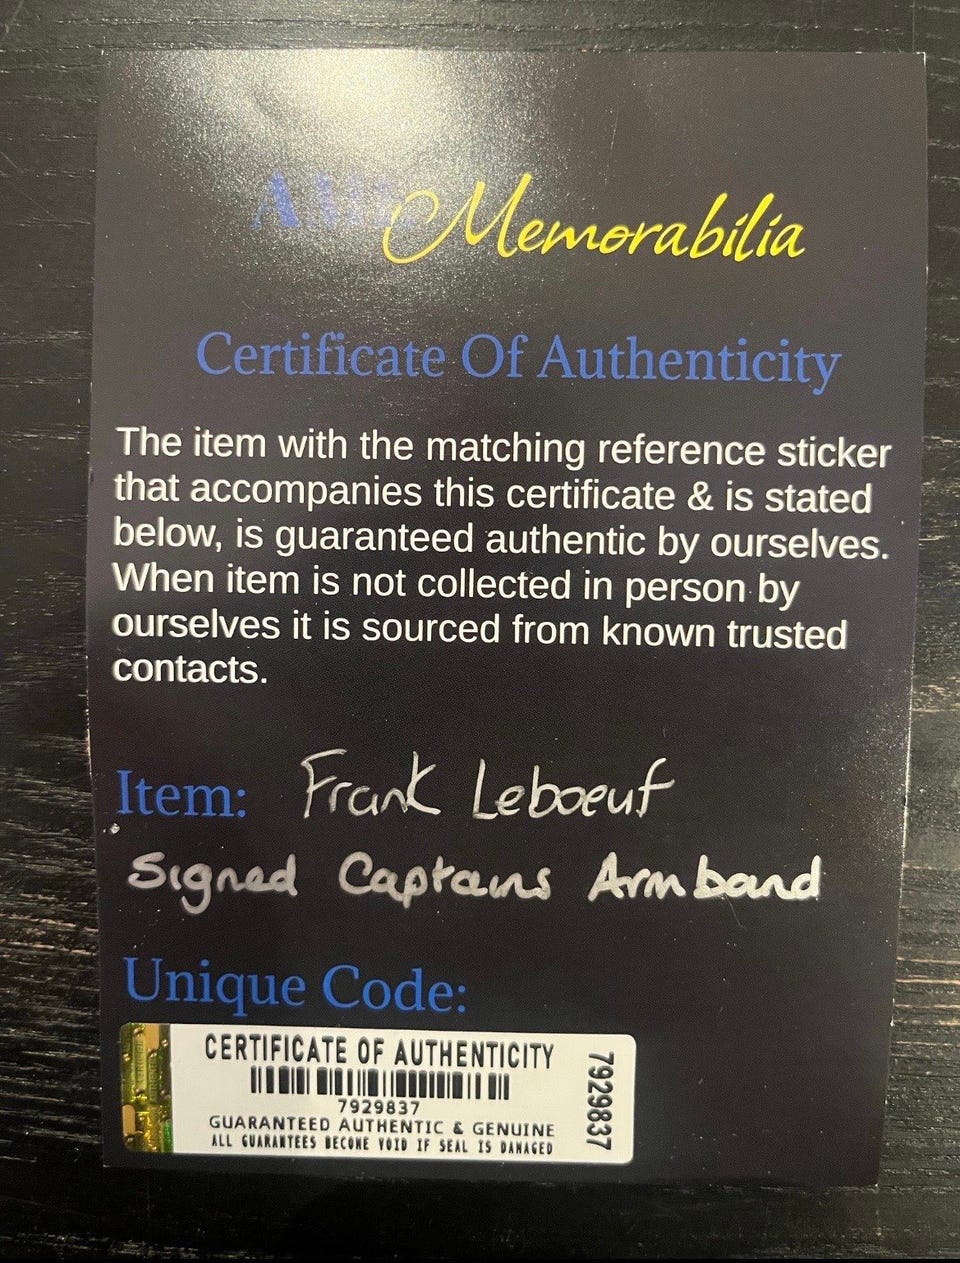 Memorabilia
Certificate Of Authenticity
The item with the matching reference sticker
that accompanies this certificate & is stated
below, is guaranteed authentic by ourselves.
When item is not collected in person by
ourselves it is sourced from known trusted
contacts.
Item: Frank Leboeuf
Signed Captains Armband
Unique Code:
CERTIFICATE OF AUTHENTICITY
7929837
GUARANTEED AUTHENTIC & GENUINE
ALL GUARANTEES BECOME VOID IF SEAL IS DAMAGED
7929837